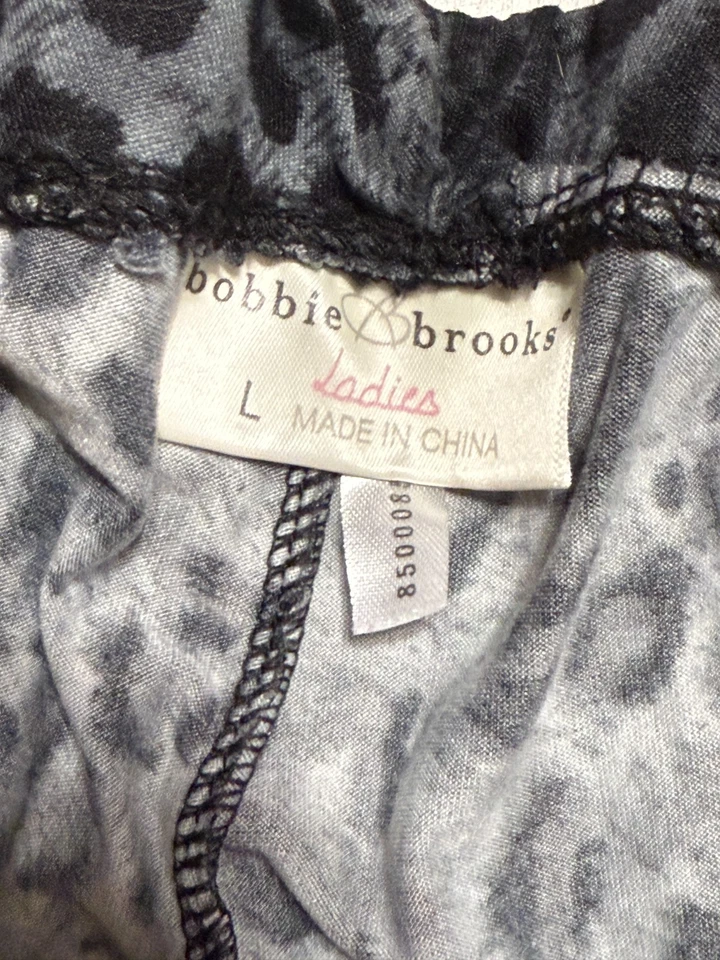 bobbie brooks
Ladies
L MADE IN CHINA
850008